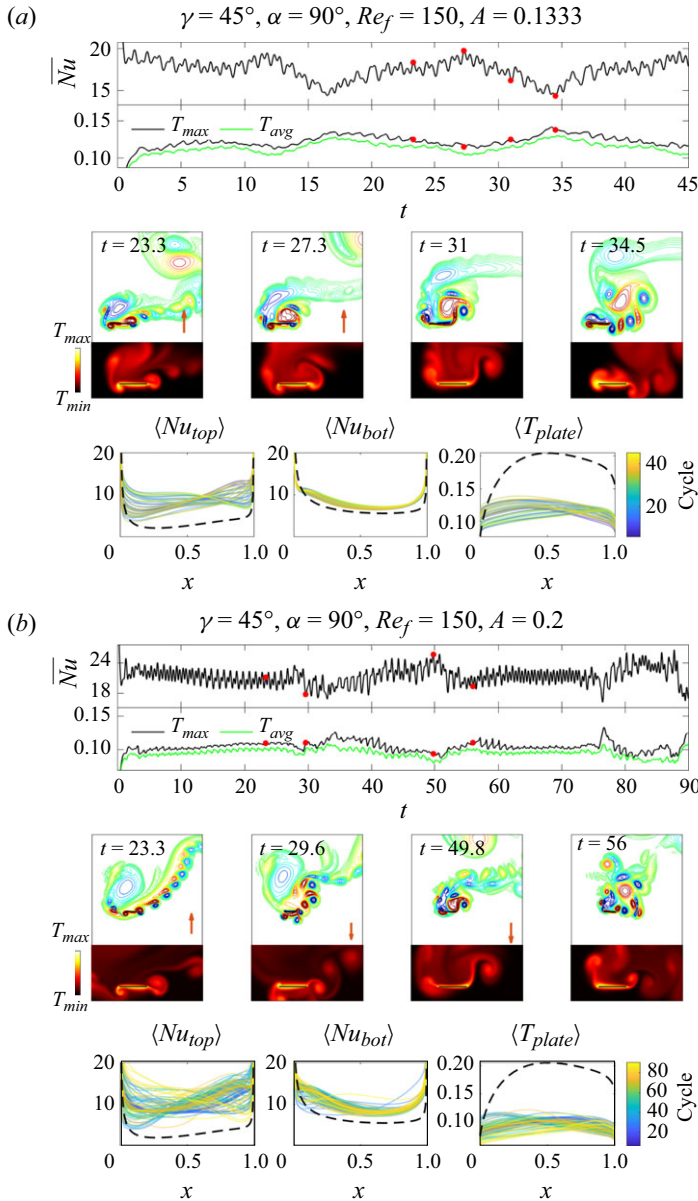 (a) γ = 45°, α = 90°, Re_f = 150, A = 0.1333
20
N̅u̅
15
0.15
T_max T_avg
0.10
0 5 10 15 20 25 30 35 40 45
t
t = 23.3 t = 27.3 t = 31 t = 34.5
T_max
T_min
⟨Nu_top⟩ ⟨Nu_bot⟩ ⟨T_plate⟩
20 20 0.20 40
10 10 0.15 20
0.10
Cycle
0 0.5 1.0 0 0.5 1.0 0 0.5 1.0
x x x
(b) γ = 45°, α = 90°, Re_f = 150, A = 0.2
24
N̅u̅
18
0.15
T_max T_avg
0.10
0 10 20 30 40 50 60 70 80 90
t
t = 23.3 t = 29.6 t = 49.8 t = 56
T_max
T_min
⟨Nu_top⟩ ⟨Nu_bot⟩ ⟨T_plate⟩
20 20 0.20 80
0.15 60
10 10 40
0.10 20
Cycle
0 0.5 1.0 0 0.5 1.0 0 0.5 1.0
x x x